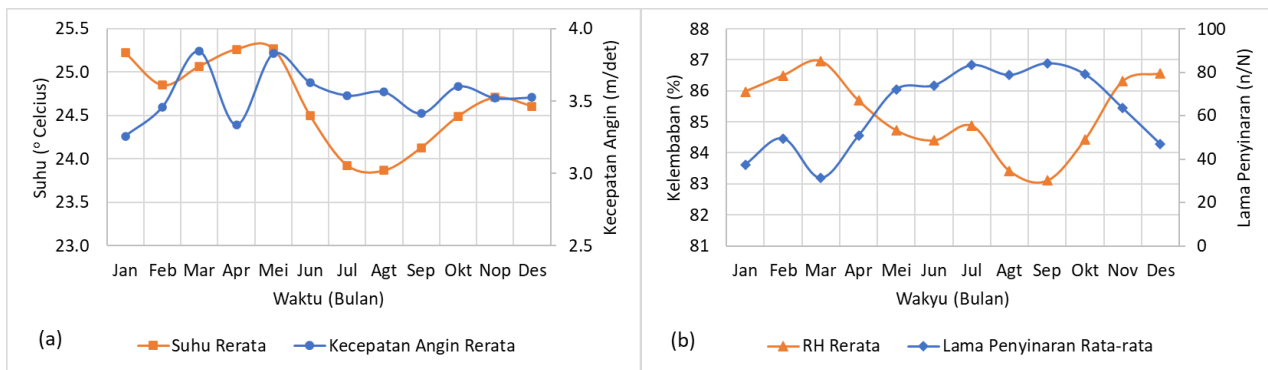 25.5
25.0
24.5
24.0
23.5
23.0
Suhu (º Celcius)
4.0
3.5
3.0
2.5
Kecepatan Angin (m/det)
Jan Feb Mar Apr Mei Jun Jul Agt Sep Okt Nop Des
Waktu (Bulan)
(a)
Suhu Rerata Kecepatan Angin Rerata
88
87
86
85
84
83
82
81
Kelembaban (%)
100
80
60
40
20
0
Lama Penyinaran (n/N)
Jan Feb Mar Apr Mei Jun Jul Agt Sep Okt Nov Des
Wakyu (Bulan)
(b)
RH Rerata Lama Penyinaran Rata-rata